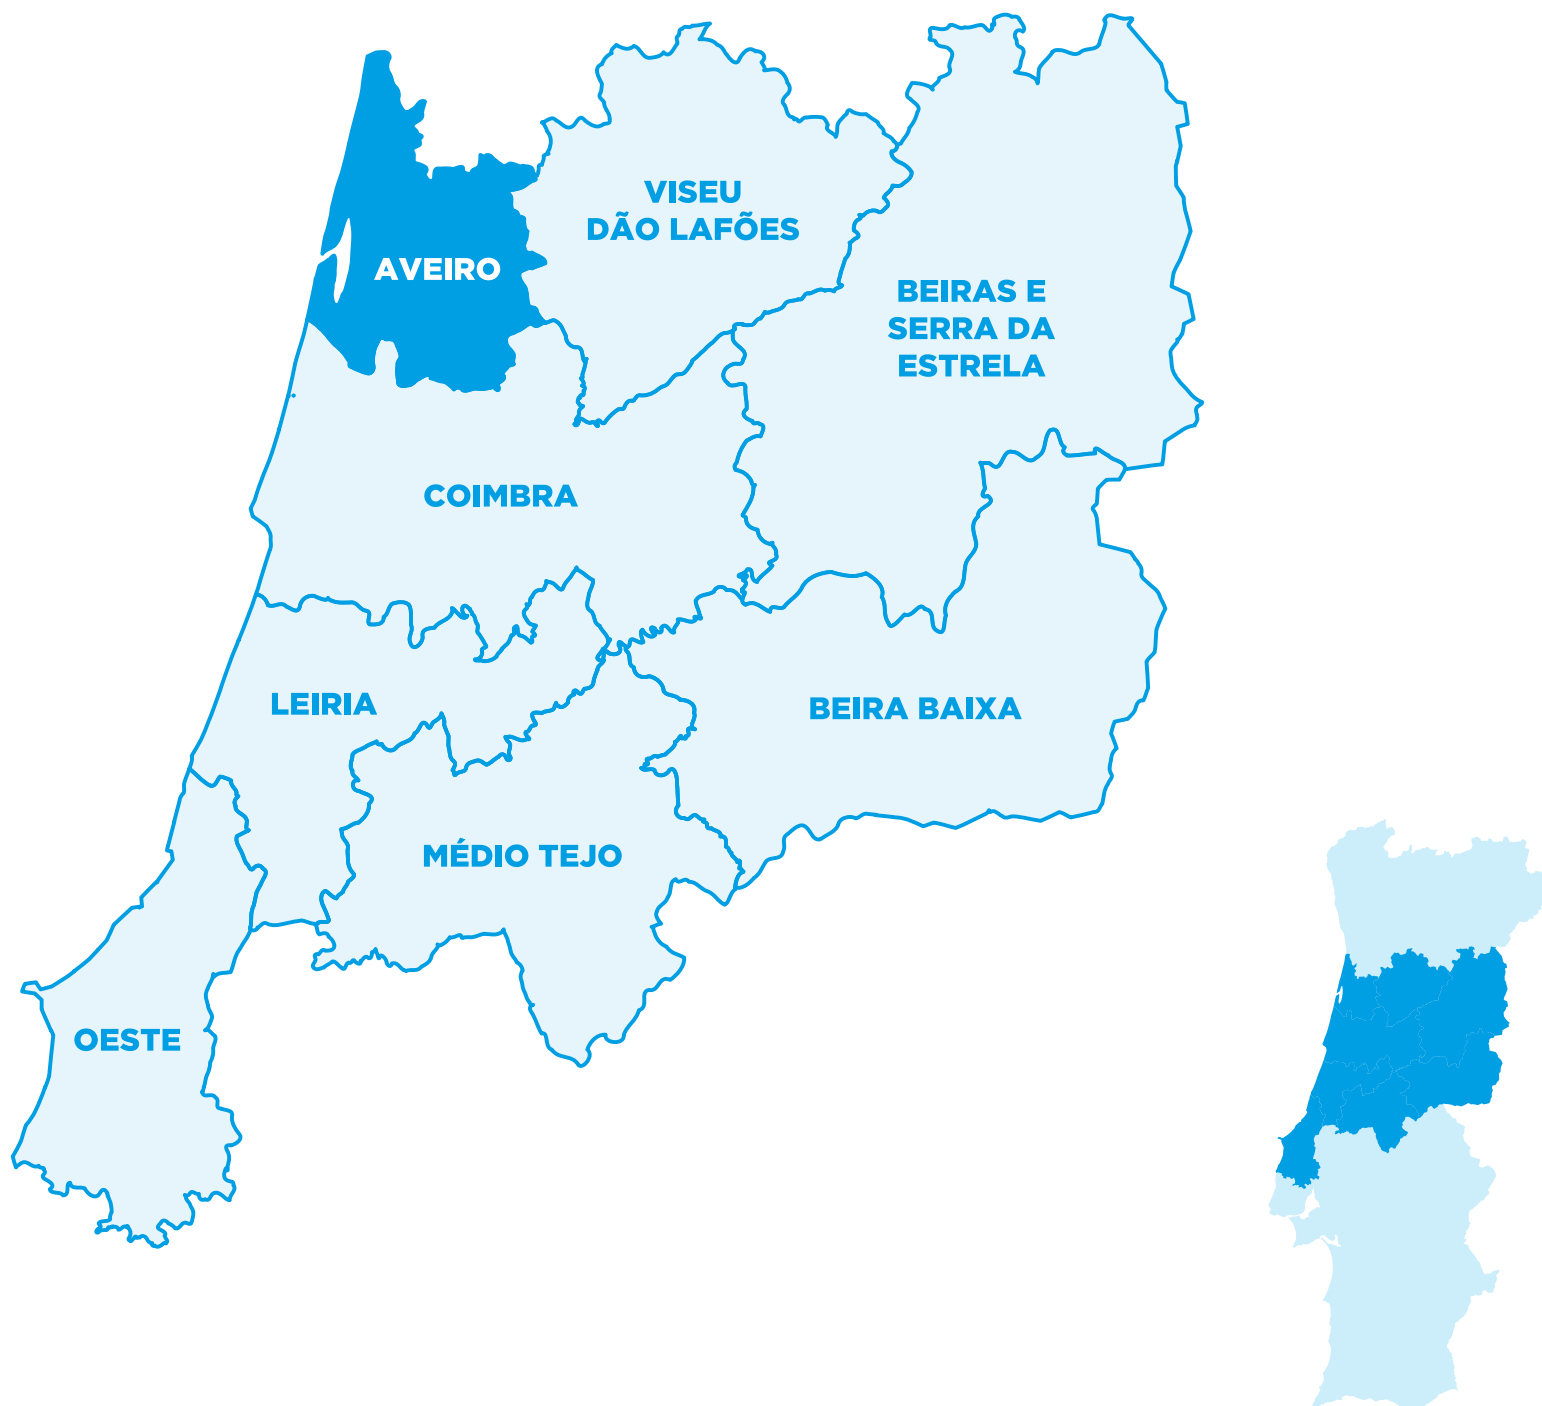 VISEU
DÃO LAFÕES
AVEIRO
BEIRAS E
SERRA DA
ESTRELA
COIMBRA
LEIRIA
BEIRA BAIXA
MÉDIO TEJO
OESTE